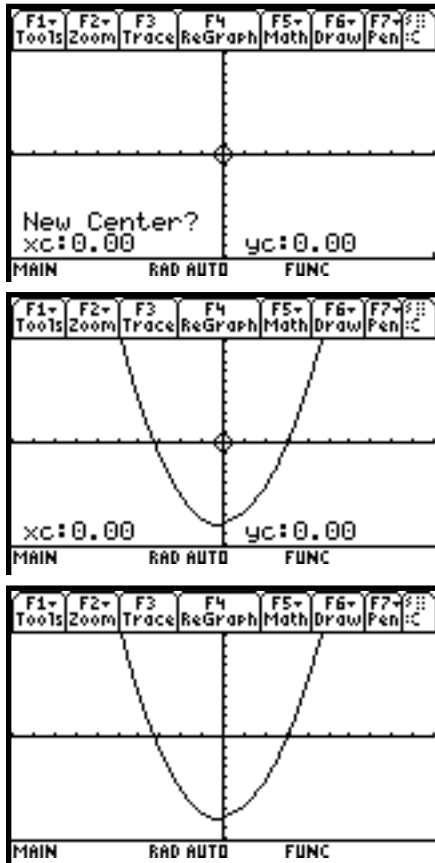 F1 F2 F3 F4 F5 F6 F7
Tools Zoom Trace ReGraph Math Draw Pen :C
New Center?
xc:0.00 yc:0.00
MAIN RAD AUTO FUNC
F1 F2 F3 F4 F5 F6 F7
Tools Zoom Trace ReGraph Math Draw Pen :C
xc:0.00 yc:0.00
MAIN RAD AUTO FUNC
F1 F2 F3 F4 F5 F6 F7
Tools Zoom Trace ReGraph Math Draw Pen :C
MAIN RAD AUTO FUNC